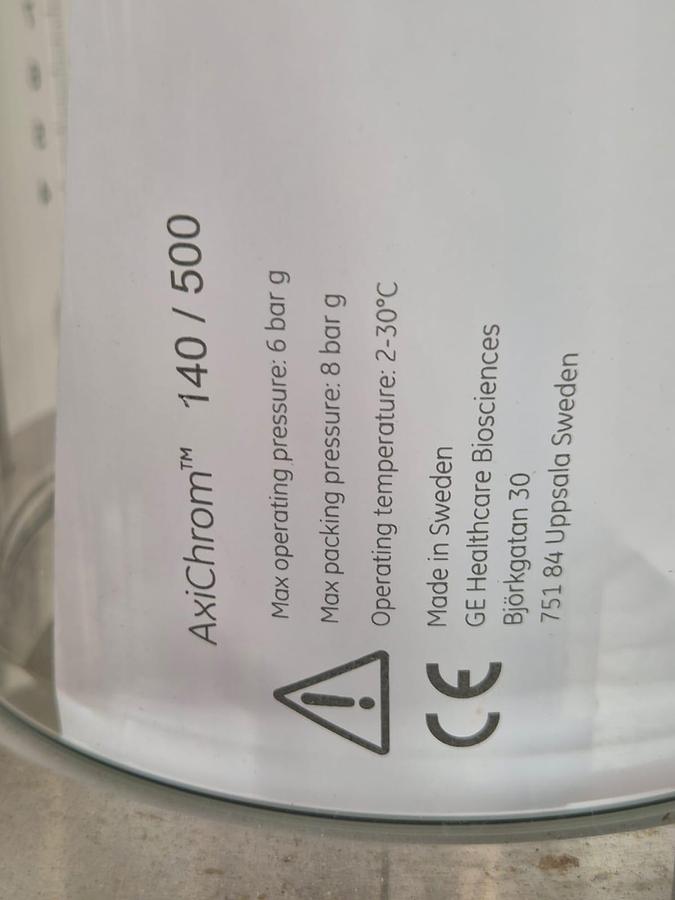 AxiChrom™ 140 / 500
Max operating pressure: 6 bar g
Max packing pressure: 8 bar g
Operating temperature: 2-30°C
Made in Sweden
GE Healthcare Biosciences
Björkgatan 30
751 84 Uppsala Sweden
CE